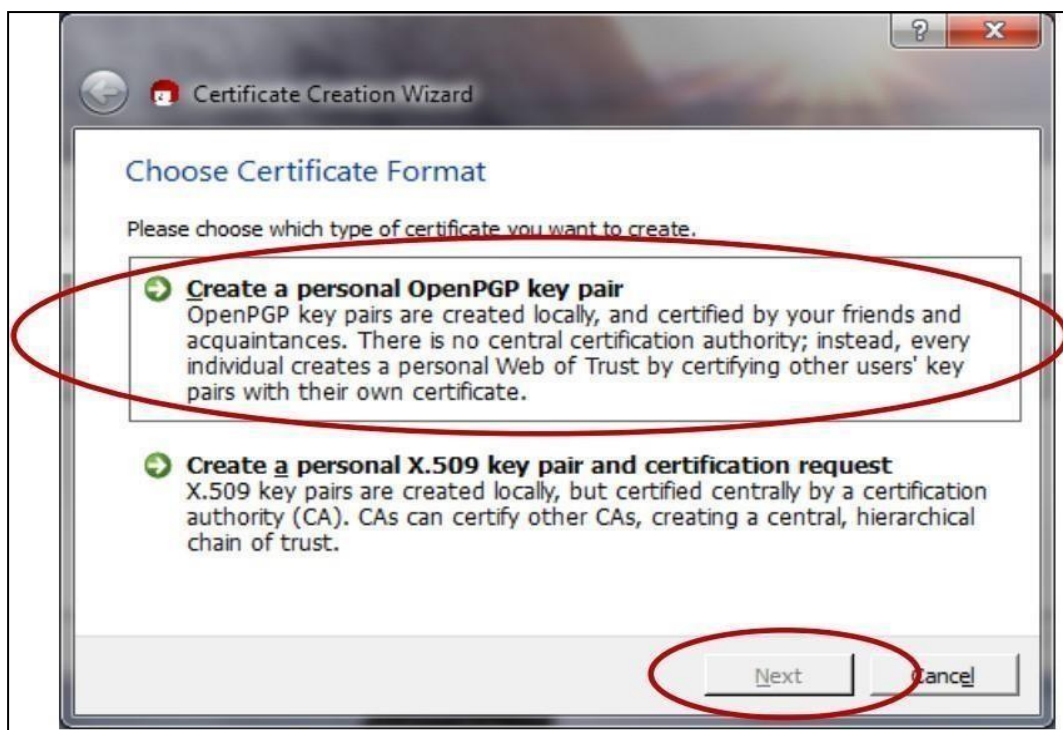 ?
Certificate Creation Wizard
Choose Certificate Format
Please choose which type of certificate you want to create.
Create a personal OpenPGP key pair
OpenPGP key pairs are created locally, and certified by your friends and
acquaintances. There is no central certification authority; instead, every
individual creates a personal Web of Trust by certifying other users' key
pairs with their own certificate.
Create a personal X.509 key pair and certification request
X.509 key pairs are created locally, but certified centrally by a certification
authority (CA). CAs can certify other CAs, creating a central, hierarchical
chain of trust.
Next Cancel